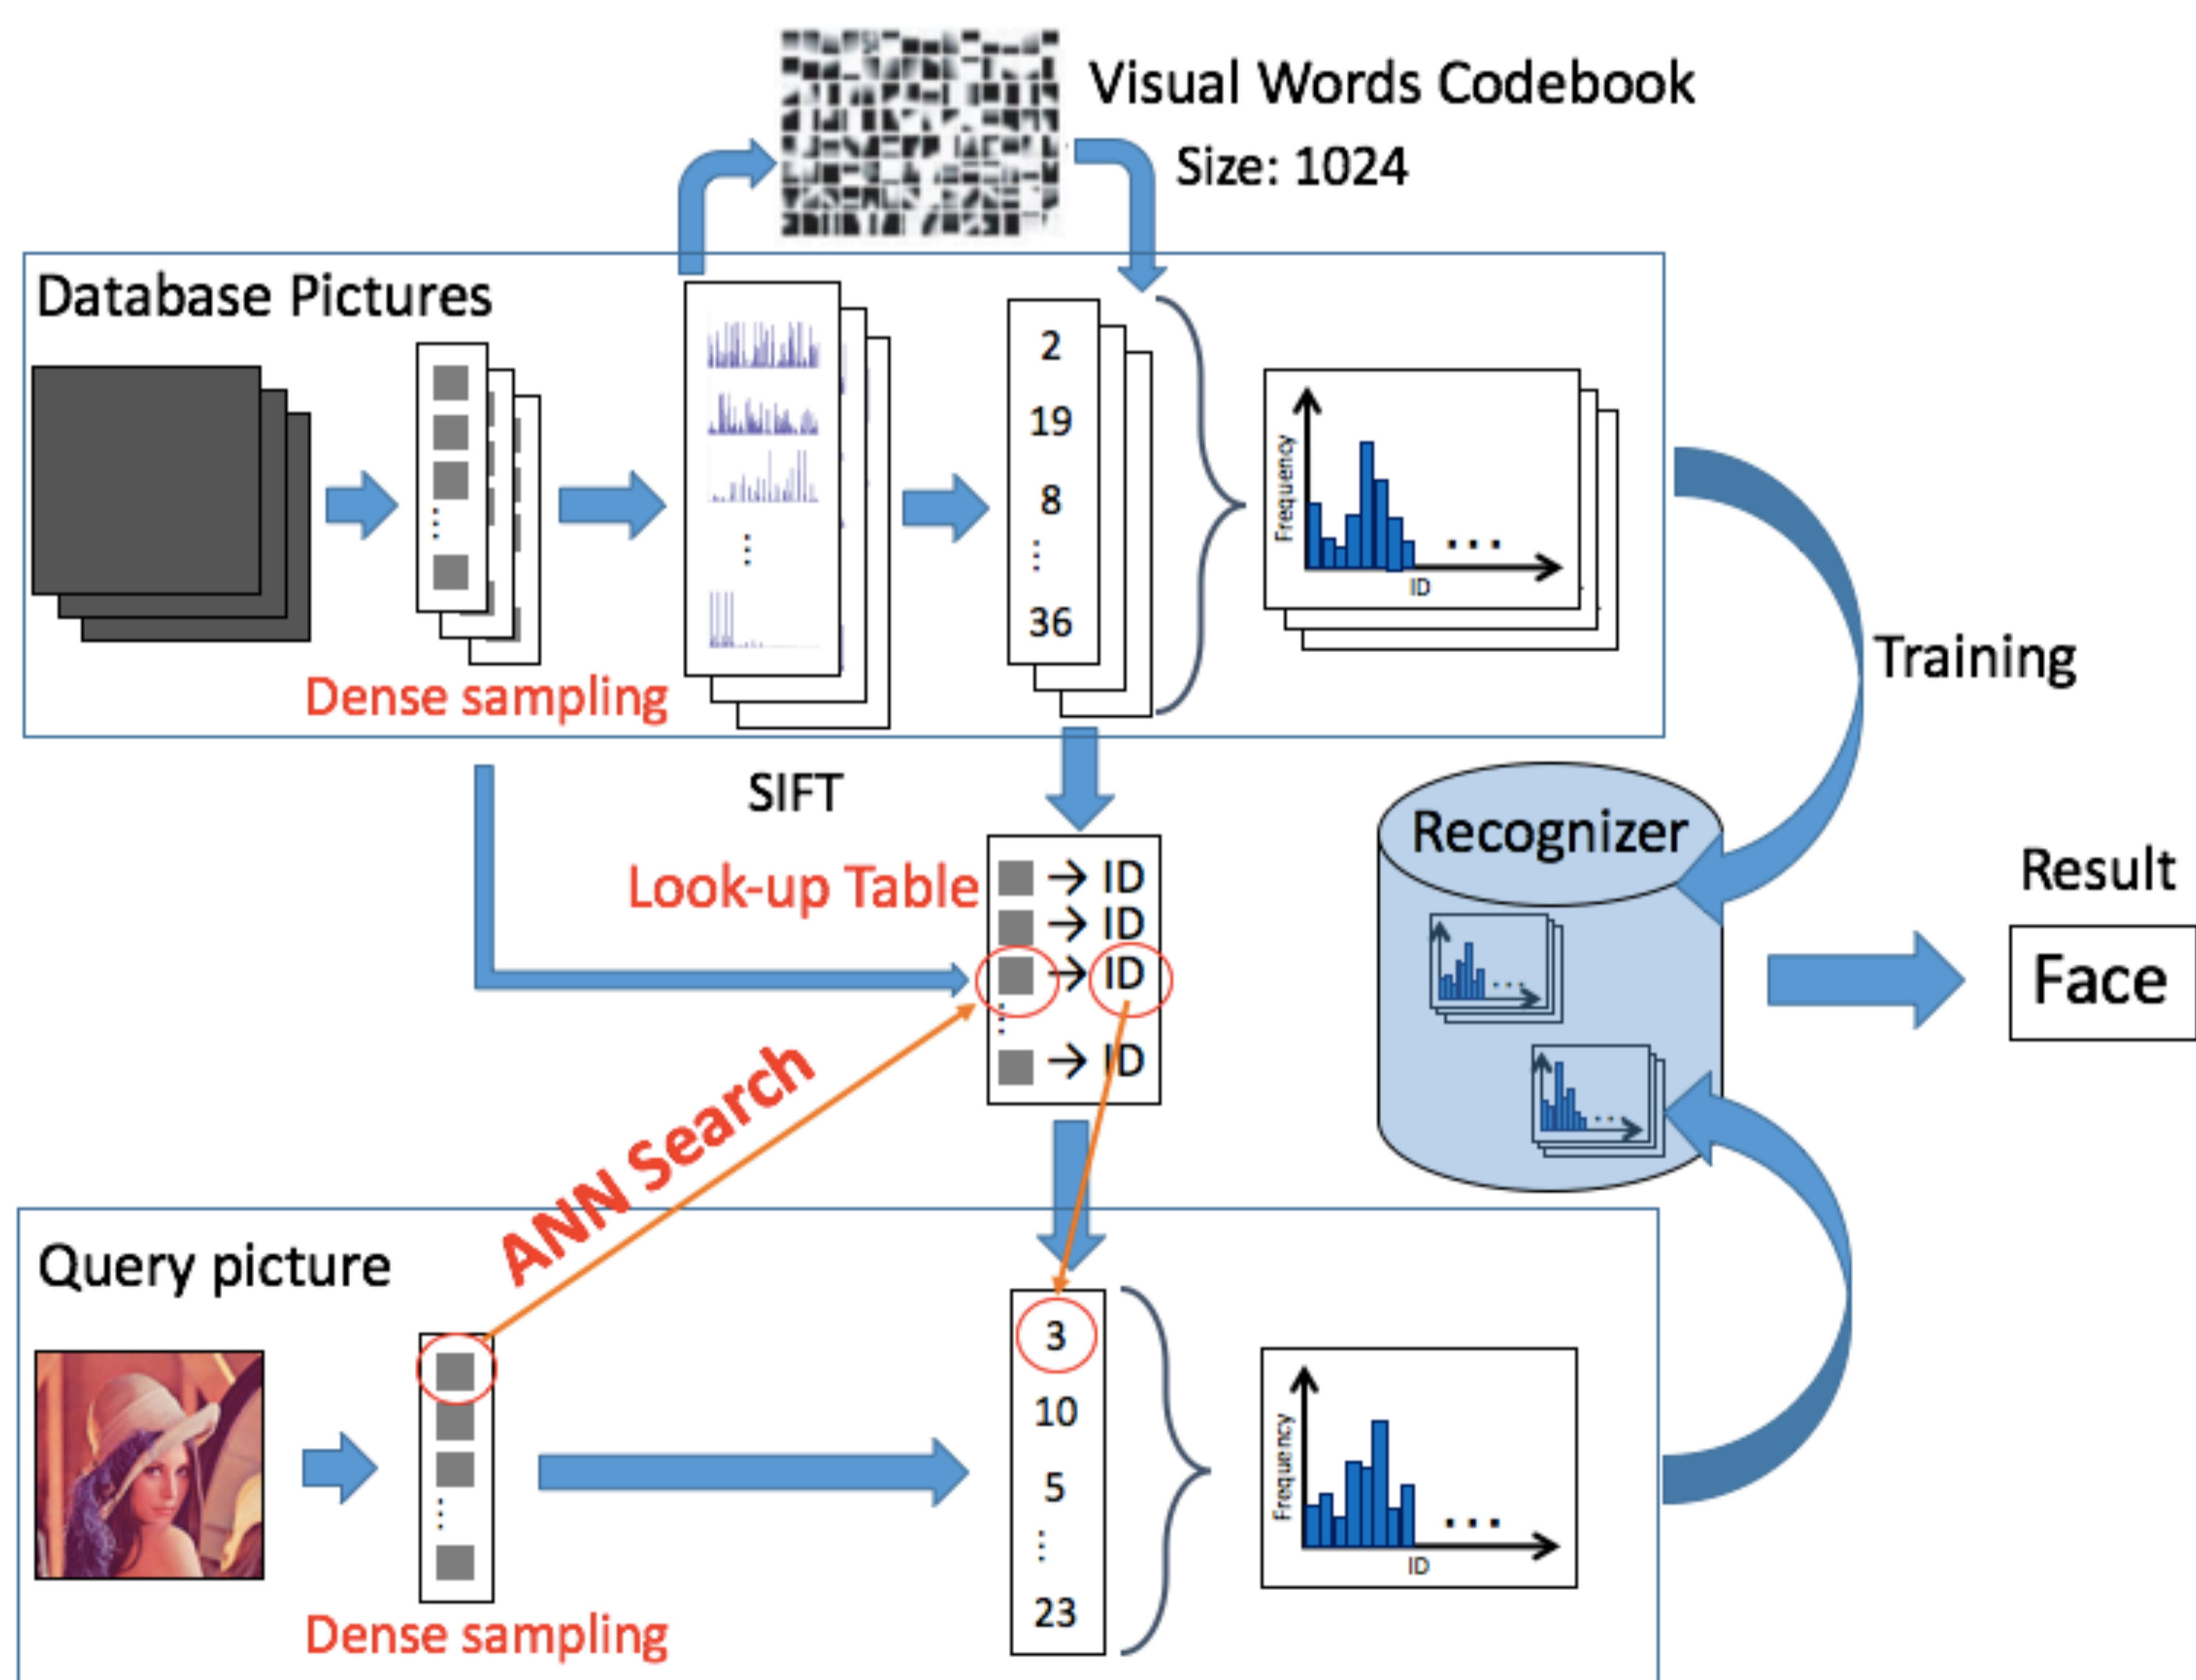 Visual Words Codebook
Size: 1024
Database Pictures
2
19
8
⋮
36
Frequency
...
ID
Dense sampling
Training
SIFT
Look-up Table
→ ID
→ ID
→ ID
⋮
→ ID
Recognizer
...
...
Result
Face
ANN Search
Query picture
3
10
5
⋮
23
Frequency
...
ID
Dense sampling